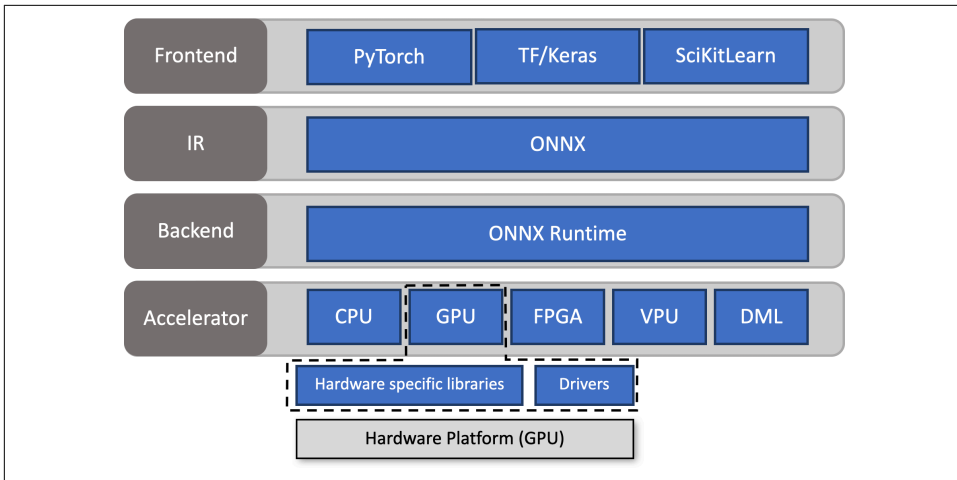 Frontend PyTorch TF/Keras SciKitLearn
IR ONNX
Backend ONNX Runtime
Accelerator CPU GPU FPGA VPU DML
Hardware specific libraries Drivers
Hardware Platform (GPU)